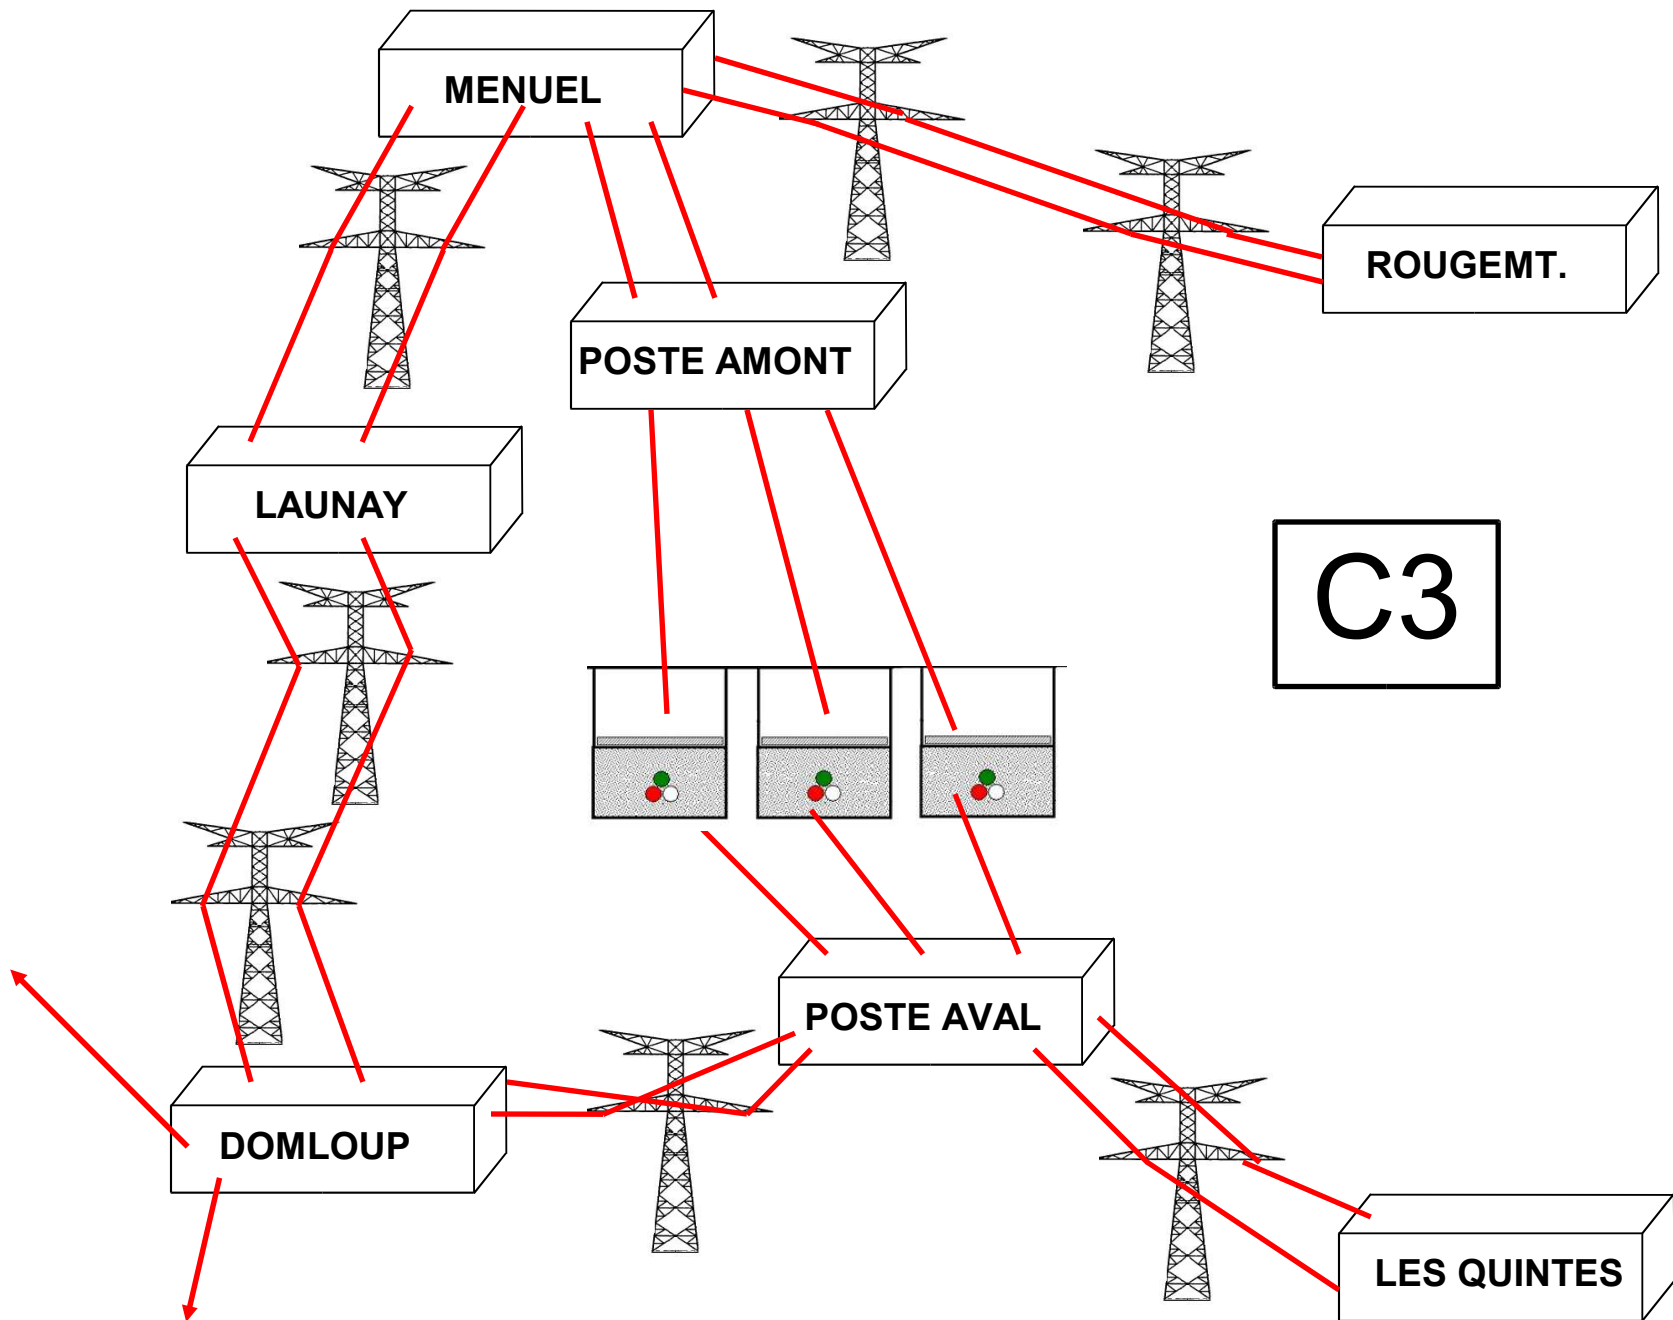 MENUEL
ROUGEMT.
POSTE AMONT
LAUNAY
C3
POSTE AVAL
DOMLOUP
LES QUINTES